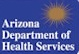 Arizona
Department of
Health Services